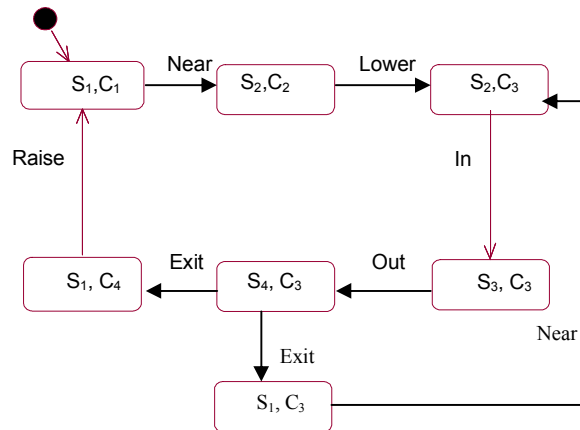 Near
Lower
S1,C1
S2,C2
S2,C3
Raise
In
Exit
Out
S1, C4
S4, C3
S3, C3
Near
Exit
S1, C3